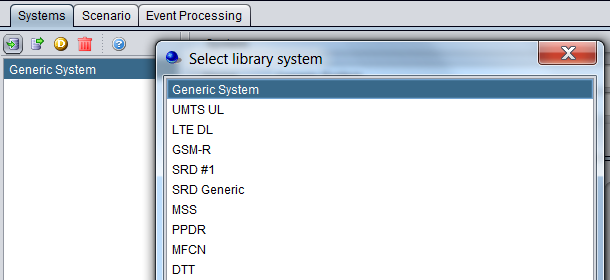 Systems Scenario Event Processing
Generic System
Select library system
Generic System
UMTS UL
LTE DL
GSM-R
SRD #1
SRD Generic
MSS
PPDR
MFCN
DTT